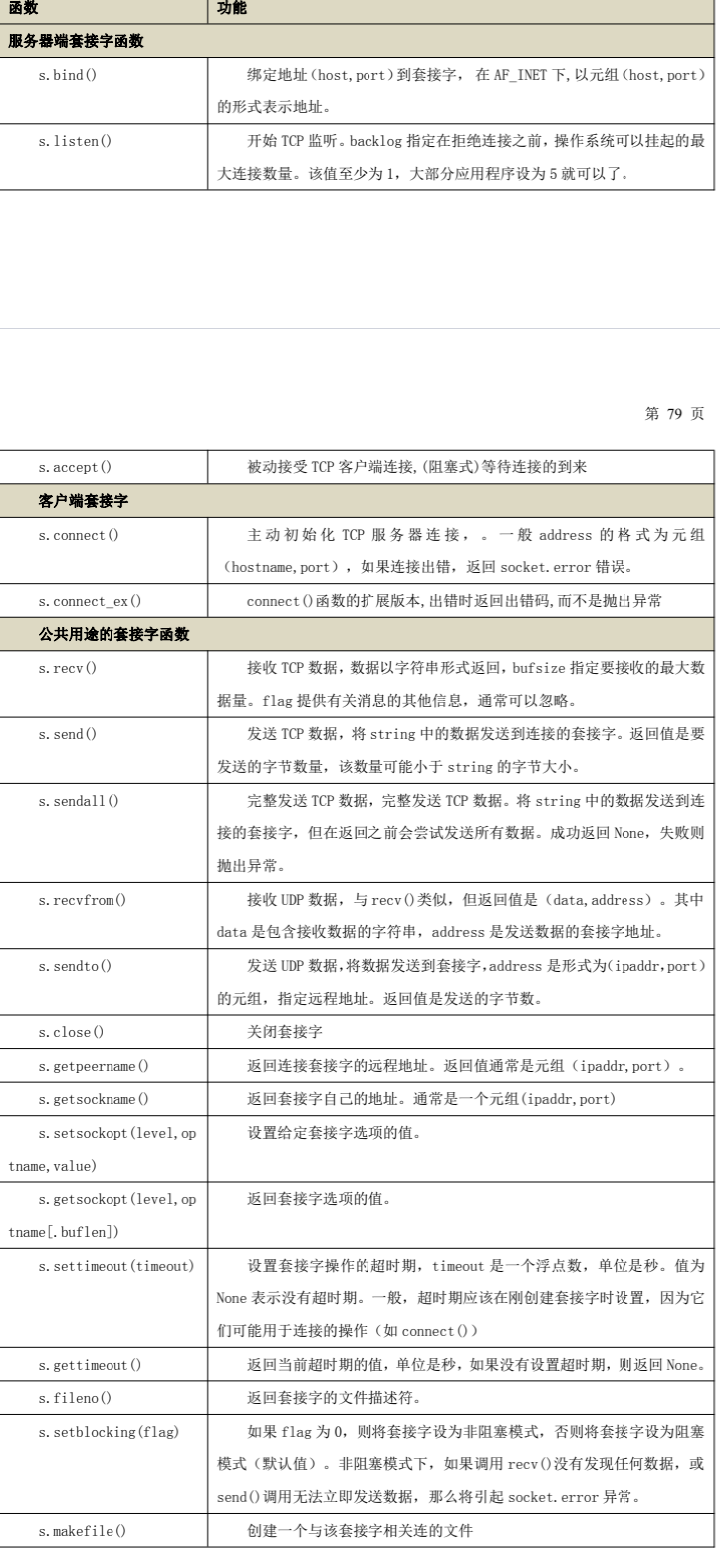 函数 功能
服务器端套接字函数
s.bind() 绑定地址(host,port)到套接字， 在 AF_INET 下,以元组(host,port)
的形式表示地址。
s.listen() 开始 TCP 监听。backlog 指定在拒绝连接之前，操作系统可以挂起的最
大连接数量。该值至少为 1，大部分应用程序设为 5 就可以了.
第 79 页
s.accept() 被动接受 TCP 客户端连接,(阻塞式)等待连接的到来
客户端套接字
s.connect() 主动初始化 TCP 服务器连接，。一般 address 的格式为元组
（hostname,port），如果连接出错，返回 socket.error 错误。
s.connect_ex() connect()函数的扩展版本,出错时返回出错码,而不是抛出异常
公共用途的套接字函数
s.recv() 接收 TCP 数据，数据以字符串形式返回，bufsize 指定要接收的最大数
据量。flag 提供有关消息的其他信息，通常可以忽略。
s.send() 发送 TCP 数据，将 string 中的数据发送到连接的套接字。返回值是要
发送的字节数量，该数量可能小于 string 的字节大小。
s.sendall() 完整发送 TCP 数据，完整发送 TCP 数据。将 string 中的数据发送到连
接的套接字，但在返回之前会尝试发送所有数据。成功返回 None，失败则
抛出异常。
s.recvfrom() 接收 UDP 数据，与 recv()类似，但返回值是（data,address）。其中
data 是包含接收数据的字符串，address 是发送数据的套接字地址。
s.sendto() 发送 UDP 数据,将数据发送到套接字,address 是形式为(ipaddr,port)
的元组，指定远程地址。返回值是发送的字节数。
s.close() 关闭套接字
s.getpeername() 返回连接套接字的远程地址。返回值通常是元组（ipaddr,port）。
s.getsockname() 返回套接字自己的地址。通常是一个元组(ipaddr,port)
s.setsockopt(level,op 设置给定套接字选项的值。
tname,value)
s.getsockopt(level,op 返回套接字选项的值。
tname[.buflen])
s.settimeout(timeout) 设置套接字操作的超时期，timeout 是一个浮点数，单位是秒。值为
None 表示没有超时期。一般，超时期应该在刚创建套接字时设置，因为它
们可能用于连接的操作（如 connect()）
s.gettimeout() 返回当前超时期的值，单位是秒，如果没有设置超时期，则返回 None。
s.fileno() 返回套接字的文件描述符。
s.setblocking(flag) 如果 flag 为 0，则将套接字设为非阻塞模式，否则将套接字设为阻塞
模式（默认值）。非阻塞模式下，如果调用 recv()没有发现任何数据，或
send()调用无法立即发送数据，那么将引起 socket.error 异常。
s.makefile() 创建一个与该套接字相关连的文件